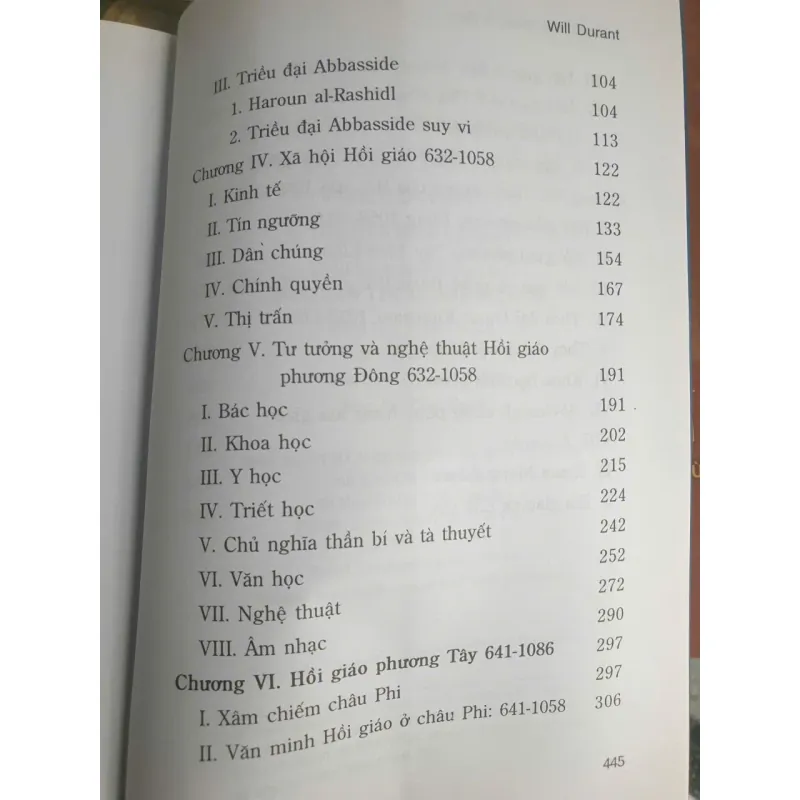 Will Durant
III. Triều đại Abbasside 104
1. Haroun al-Rashidl 104
2. Triều đại Abbasside suy vi 113
Chương IV. Xã hội Hồi giáo 632-1058 122
I. Kinh tế 122
II. Tín ngưỡng 133
III. Dân chúng 154
IV. Chính quyền 167
V. Thị trấn 174
Chương V. Tư tưởng và nghệ thuật Hồi giáo
phương Đông 632-1058 191
I. Bác học 191
II. Khoa học 202
III. Y học 215
IV. Triết học 224
V. Chủ nghĩa thần bí và tà thuyết 242
VI. Văn học 252
VII. Nghệ thuật 272
VIII. Âm nhạc 290
Chương VI. Hồi giáo phương Tây 641-1086 297
I. Xâm chiếm châu Phi 297
II. Văn minh Hồi giáo ở châu Phi: 641-1058 306
445